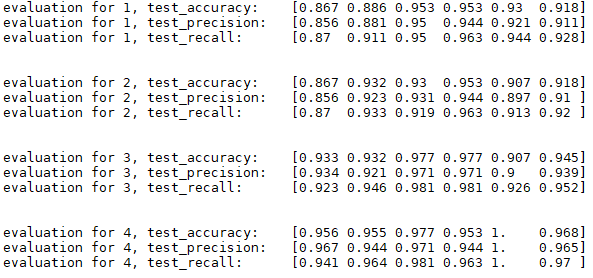 evaluation for 1, test_accuracy:    [0.867 0.886 0.953 0.953 0.93  0.918]
evaluation for 1, test_precision:   [0.856 0.881 0.95  0.944 0.921 0.911]
evaluation for 1, test_recall:      [0.87  0.911 0.95  0.963 0.944 0.928]
evaluation for 2, test_accuracy:    [0.867 0.932 0.93  0.953 0.907 0.918]
evaluation for 2, test_precision:   [0.856 0.923 0.931 0.944 0.897 0.91 ]
evaluation for 2, test_recall:      [0.87  0.933 0.919 0.963 0.913 0.92 ]
evaluation for 3, test_accuracy:    [0.933 0.932 0.977 0.977 0.907 0.945]
evaluation for 3, test_precision:   [0.934 0.921 0.971 0.971 0.9   0.939]
evaluation for 3, test_recall:      [0.923 0.946 0.981 0.981 0.926 0.952]
evaluation for 4, test_accuracy:    [0.956 0.955 0.977 0.953 1.    0.968]
evaluation for 4, test_precision:   [0.967 0.944 0.971 0.944 1.    0.965]
evaluation for 4, test_recall:      [0.941 0.964 0.981 0.963 1.    0.97 ]